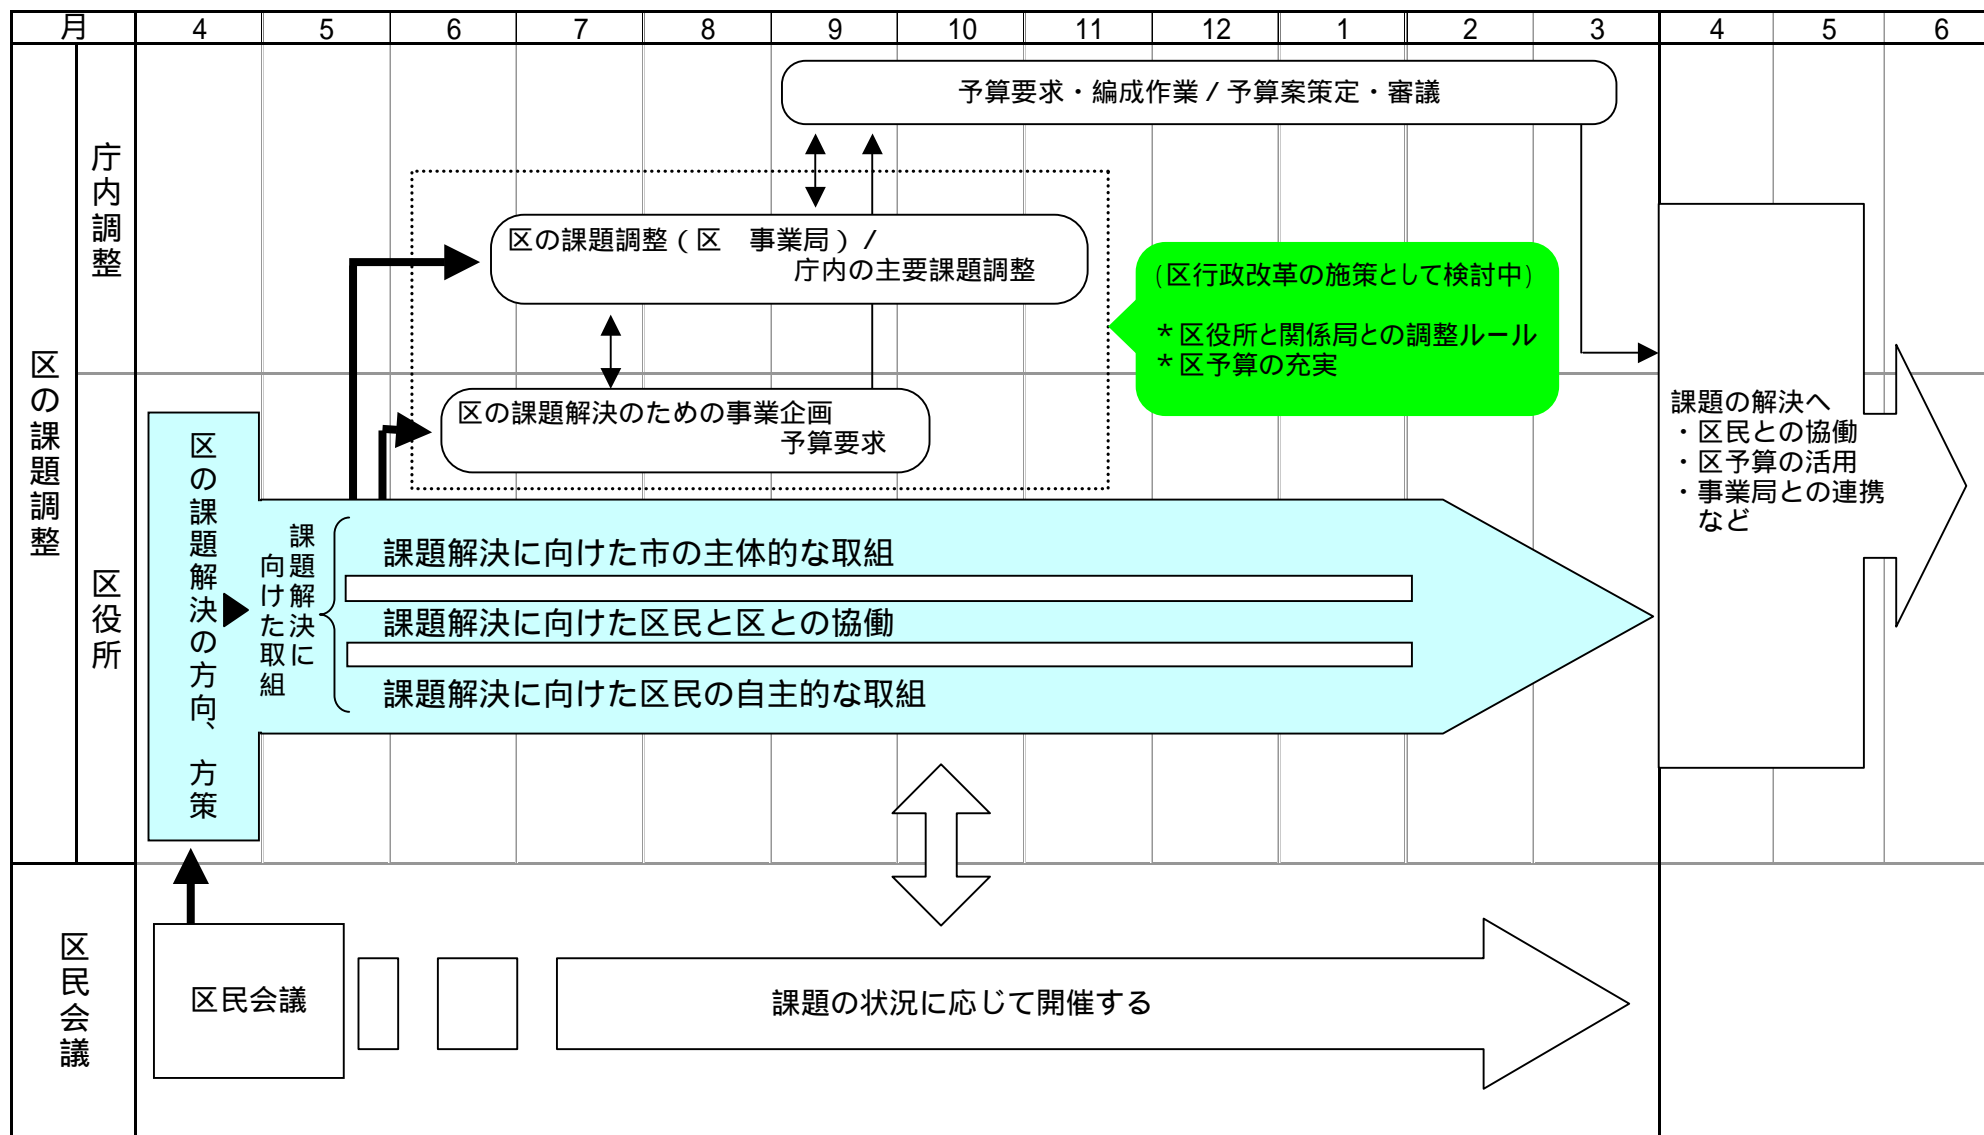 月 4 5 6 7 8 9 10 11 12 1 2 3 4 5 6
区の課題調整
庁内調整
予算要求・編成作業 / 予算案策定・審議
区の課題調整（区　事業局）/
庁内の主要課題調整
(区行政改革の施策として検討中)
＊区役所と関係局との調整ルール
＊区予算の充実
区役所
区の課題解決のための事業企画
予算要求
区の課題解決の方向、方策
課題解決に
向けた取組
課題解決に向けた市の主体的な取組
課題解決に向けた区民と区との協働
課題解決に向けた区民の自主的な取組
課題の解決へ
・区民との協働
・区予算の活用
・事業局との連携
など
区民会議
区民会議
課題の状況に応じて開催する